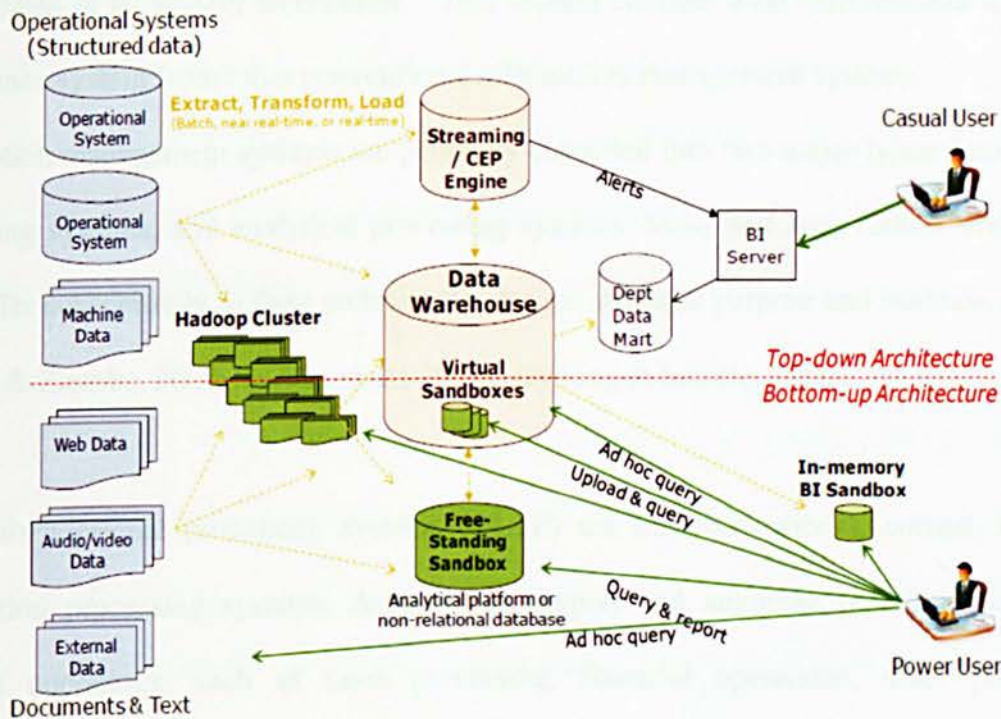 Operational Systems
(Structured data)
Operational
System
Operational
System
Machine
Data
Web Data
Audio/video
Data
External
Data
Documents & Text
Extract, Transform, Load
(Batch, near real-time, or real-time)
Streaming
/ CEP
Engine
Alerts
Casual User
BI
Server
Hadoop Cluster
Data
Warehouse
Virtual
Sandboxes
Dept
Data
Mart
Top-down Architecture
Bottom-up Architecture
Ad hoc query
Upload & query
In-memory
BI Sandbox
Free-
Standing
Sandbox
Analytical platform or
non-relational database
Query & report
Ad hoc query
Power User